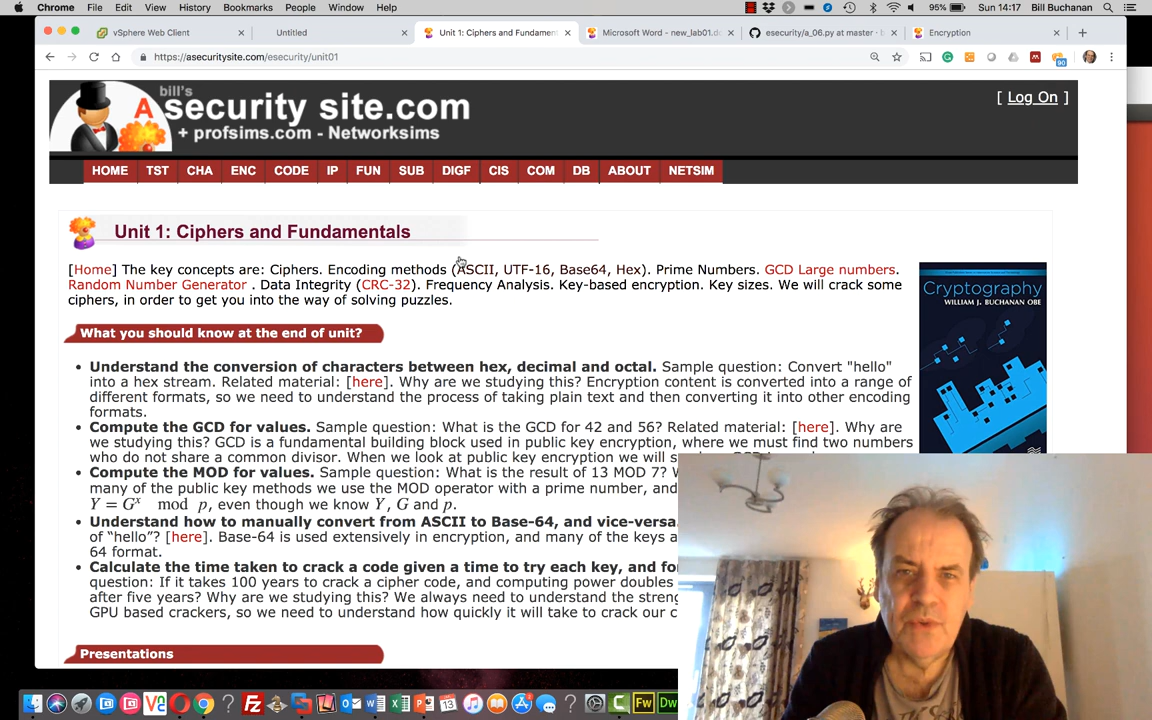 Chrome File Edit View History Bookmarks People Window Help 95% Sun 14:17 Bill Buchanan
vSphere Web Client
Untitled
Unit 1: Ciphers and Fundamen
Microsoft Word - new_lab01.do
esecurity/a_06.py at master
Encryption
https://asecuritysite.com/esecurity/unit01
90
bill's
A security site.com
+ profsims.com - Networksims
[ Log On ]
HOME TST CHA ENC CODE IP FUN SUB DIGF CIS COM DB ABOUT NETSIM
Unit 1: Ciphers and Fundamentals
[Home] The key concepts are: Ciphers. Encoding methods (ASCII, UTF-16, Base64, Hex). Prime Numbers. GCD Large numbers.
Random Number Generator . Data Integrity (CRC-32). Frequency Analysis. Key-based encryption. Key sizes. We will crack some
ciphers, in order to get you into the way of solving puzzles.
Cryptography
WILLIAM J. BUCHANAN OBE
What you should know at the end of unit?
• Understand the conversion of characters between hex, decimal and octal. Sample question: Convert "hello"
into a hex stream. Related material: [here]. Why are we studying this? Encryption content is converted into a range of
different formats, so we need to understand the process of taking plain text and then converting it into other encoding
formats.
• Compute the GCD for values. Sample question: What is the GCD for 42 and 56? Related material: [here]. Why are
we studying this? GCD is a fundamental building block used in public key encryption, where we must find two numbers
who do not share a common divisor. When we look at public key encryption we will s
• Compute the MOD for values. Sample question: What is the result of 13 MOD 7?
many of the public key methods we use the MOD operator with a prime number, and
Y = Gˣ mod p, even though we know Y, G and p.
• Understand how to manually convert from ASCII to Base-64, and vice-versa.
of "hello"? [here]. Base-64 is used extensively in encryption, and many of the keys a
64 format.
• Calculate the time taken to crack a code given a time to try each key, and fo
question: If it takes 100 years to crack a cipher code, and computing power doubles
after five years? Why are we studying this? We always need to understand the streng
GPU based crackers, so we need to understand how quickly it will take to crack our c
Presentations